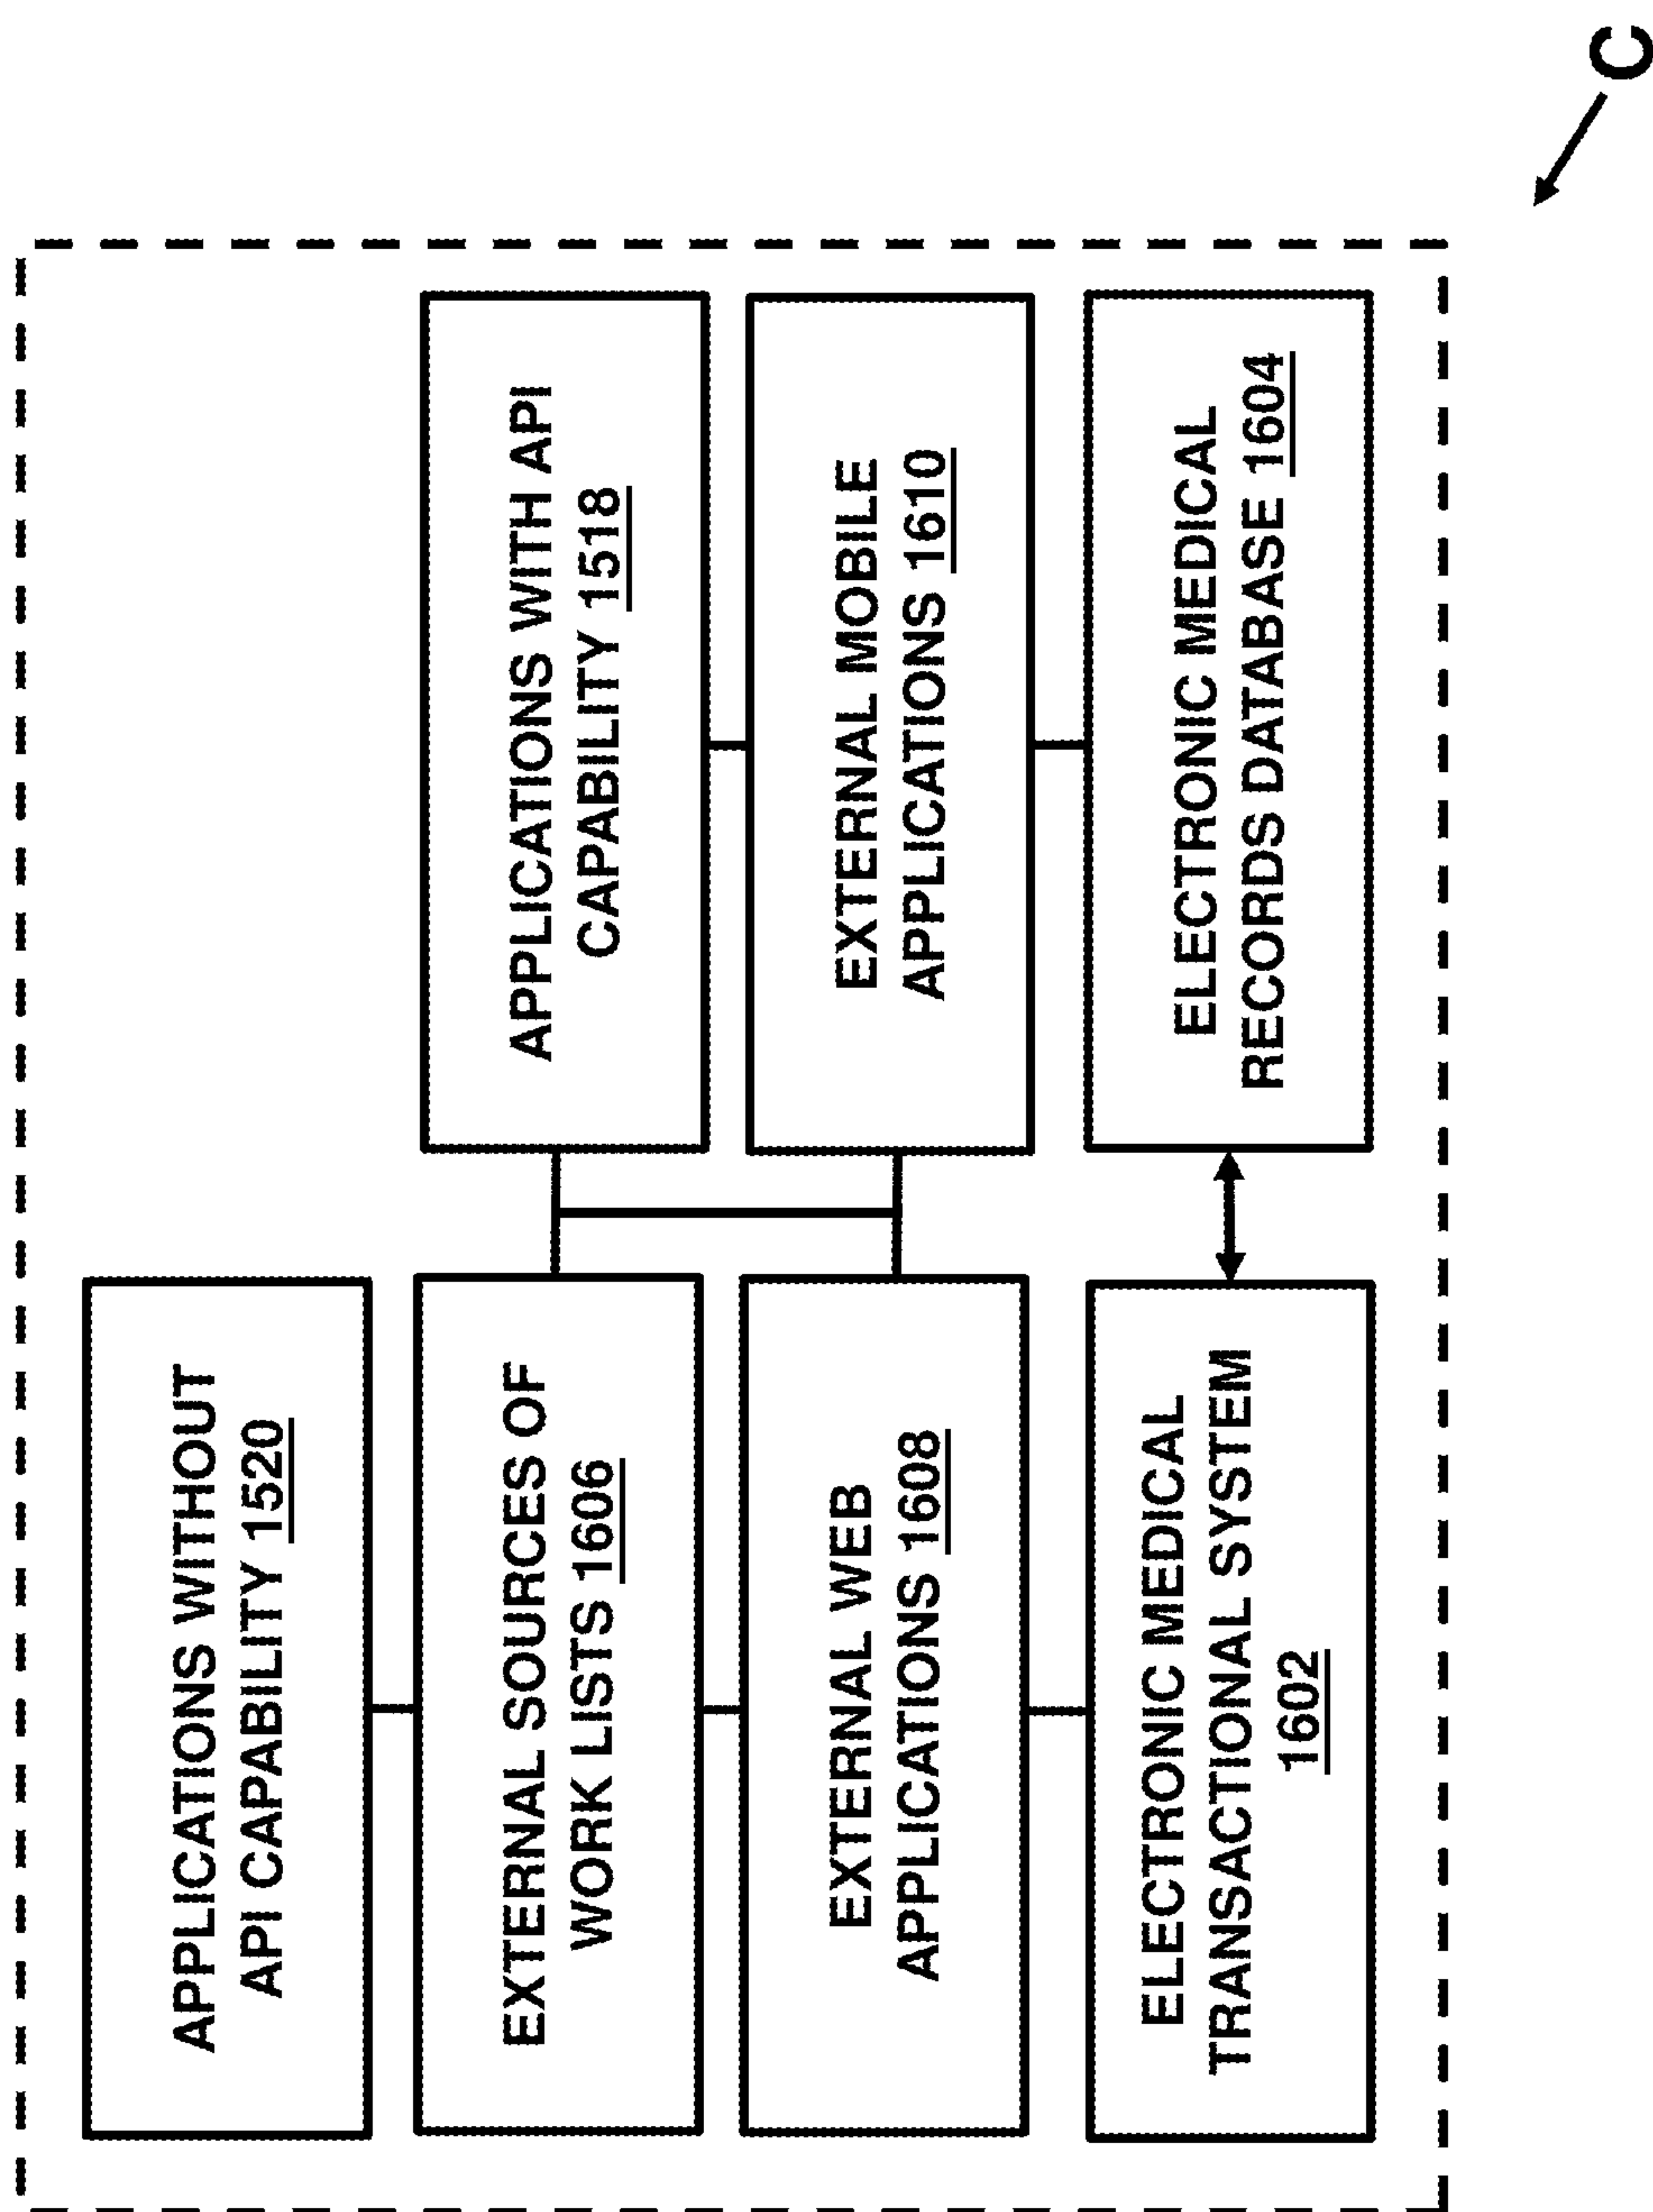 C
APPLICATIONS WITHOUT
API CAPABILITY 1520
EXTERNAL SOURCES OF
WORK LISTS 1606
APPLICATIONS WITH API
CAPABILITY 1518
EXTERNAL WEB
APPLICATIONS 1608
EXTERNAL MOBILE
APPLICATIONS 1610
ELECTRONIC MEDICAL
TRANSACTIONAL SYSTEM
1602
ELECTRONIC MEDICAL
RECORDS DATABASE 1604